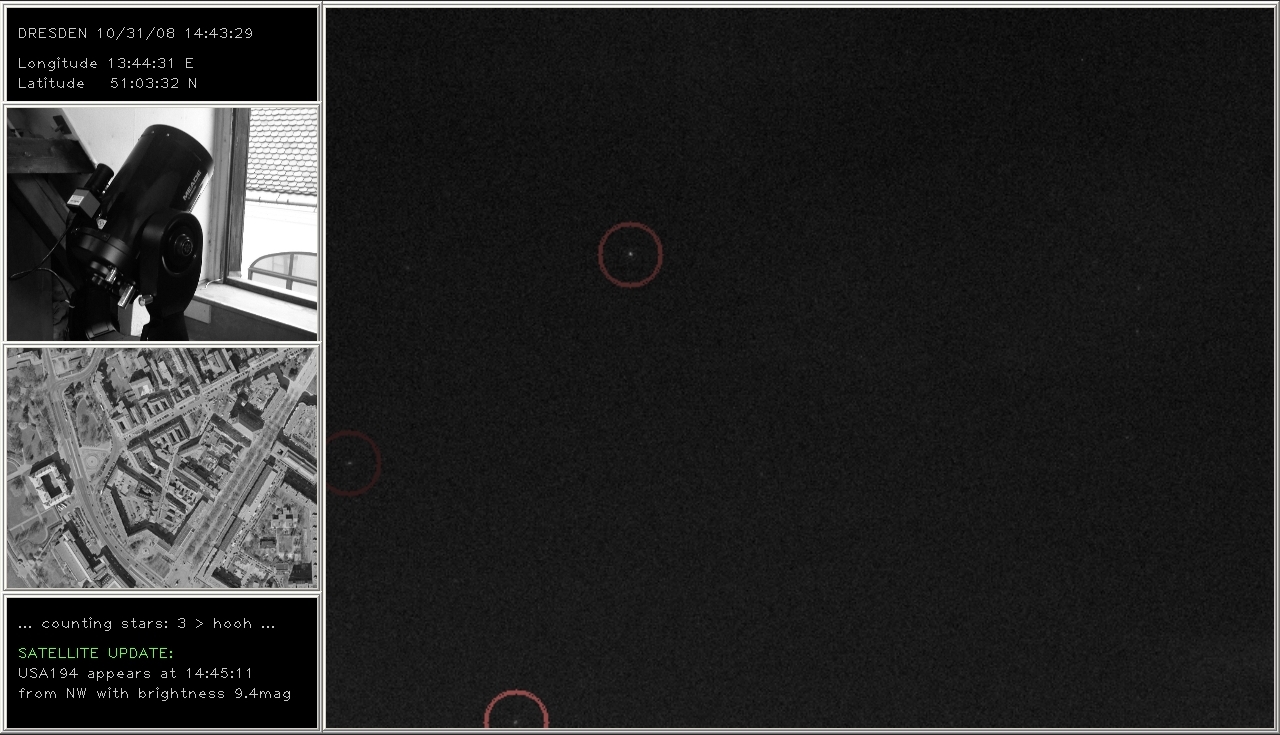 DRESDEN 10/31/08 14:43:29
Longitude 13:44:31 E
Latitude 51:03:32 N
MEADE
... counting stars: 3 > hooh ...
SATELLITE UPDATE:
USA194 appears at 14:45:11
from NW with brightness 9.4mag